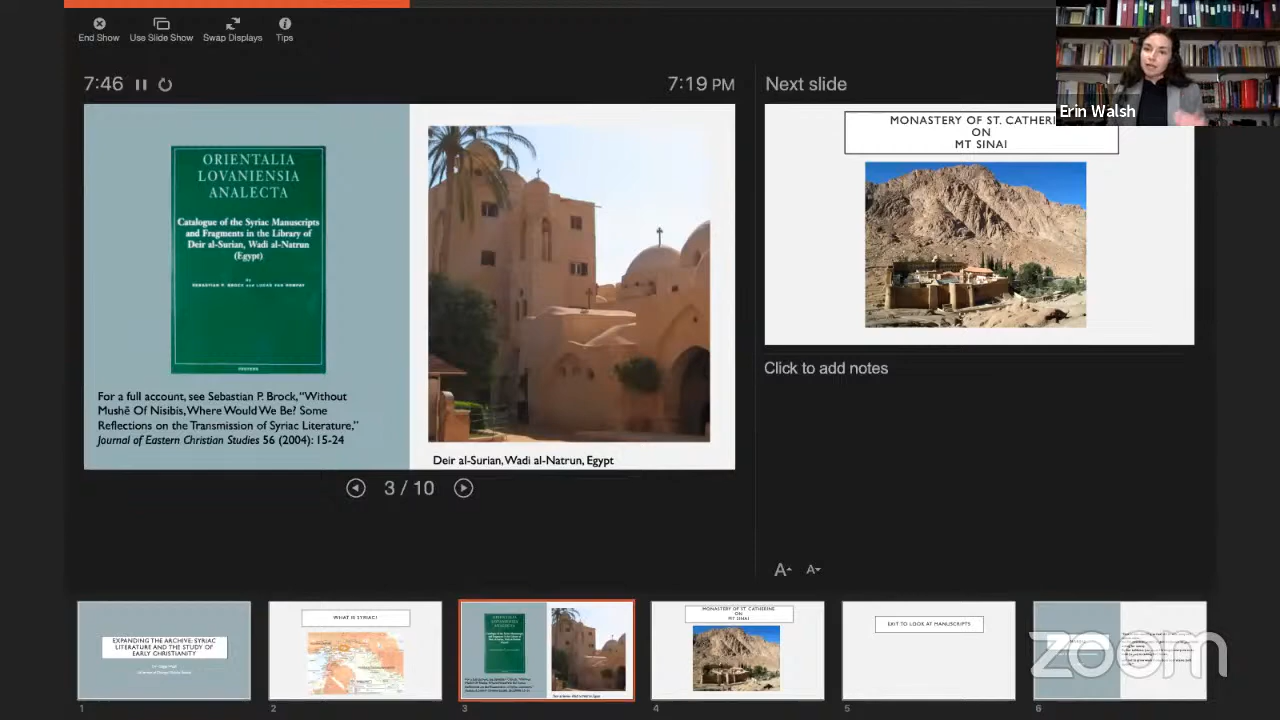 End Show
Use Slide Show
Swap Displays
Tips
7:46
7:19 PM
Next slide
Erin Walsh
ORIENTALIA
LOVANIENSIA
ANALECTA
Catalogue of the Syriac Manuscripts
and Fragments in the Library of
Deir al-Surian, Wadi al-Natrun
(Egypt)
BY
SEBASTIAN P. BROCK and LUCAS VAN ROMPAY
PEETERS
For a full account, see Sebastian P. Brock, “Without
Mushē Of Nisibis, Where Would We Be? Some
Reflections on the Transmission of Syriac Literature,”
Journal of Eastern Christian Studies 56 (2004): 15-24
Deir al-Surian, Wadi al-Natrun, Egypt
MONASTERY OF ST. CATHERI
ON
MT SINAI
Click to add notes
3 / 10
A
A
EXPANDING THE ARCHIVE: SYRIAC
LITERATURE AND THE STUDY OF
EARLY CHRISTIANITY
WHAT IS SYRIAC?
MONASTERY OF ST. CATHERINE
ON
MT SINAI
EXIT TO LOOK AT MANUSCRIPTS
zoom
1
2
3
4
5
6